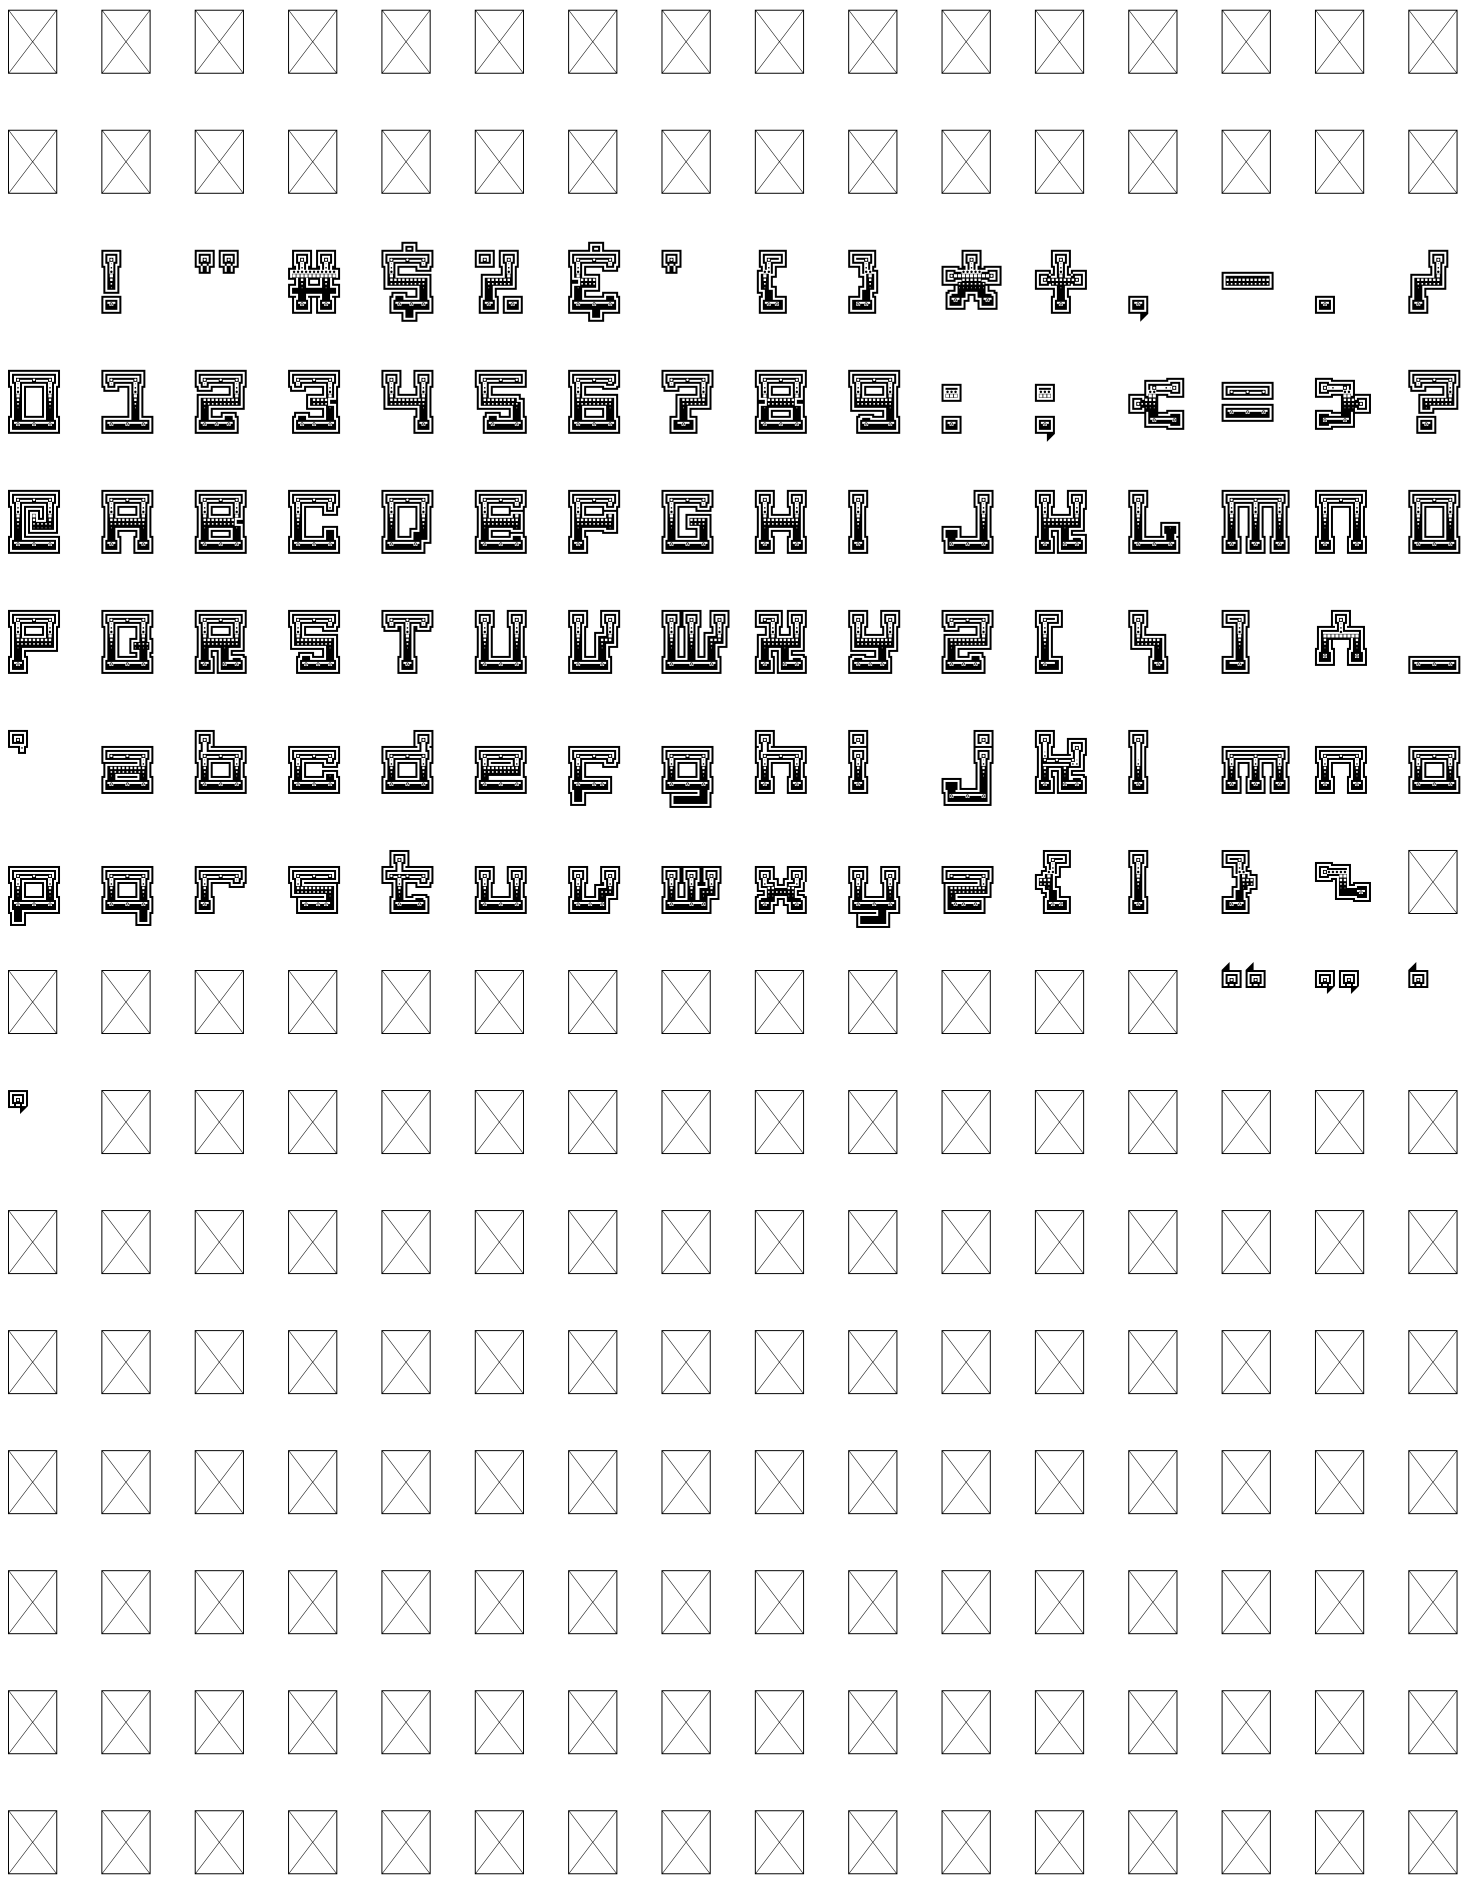 ! " # $ % & ' ( ) * + , - . /
0 1 2 3 4 5 6 7 8 9 : ; < = > ?
@ A B C D E F G H I J K L M N O
P Q R S T U V W X Y Z [ \ ] ^ _
` a b c d e f g h i j k l m n o
p q r s t u v w x y z { | } ~
“ ” ‘
’